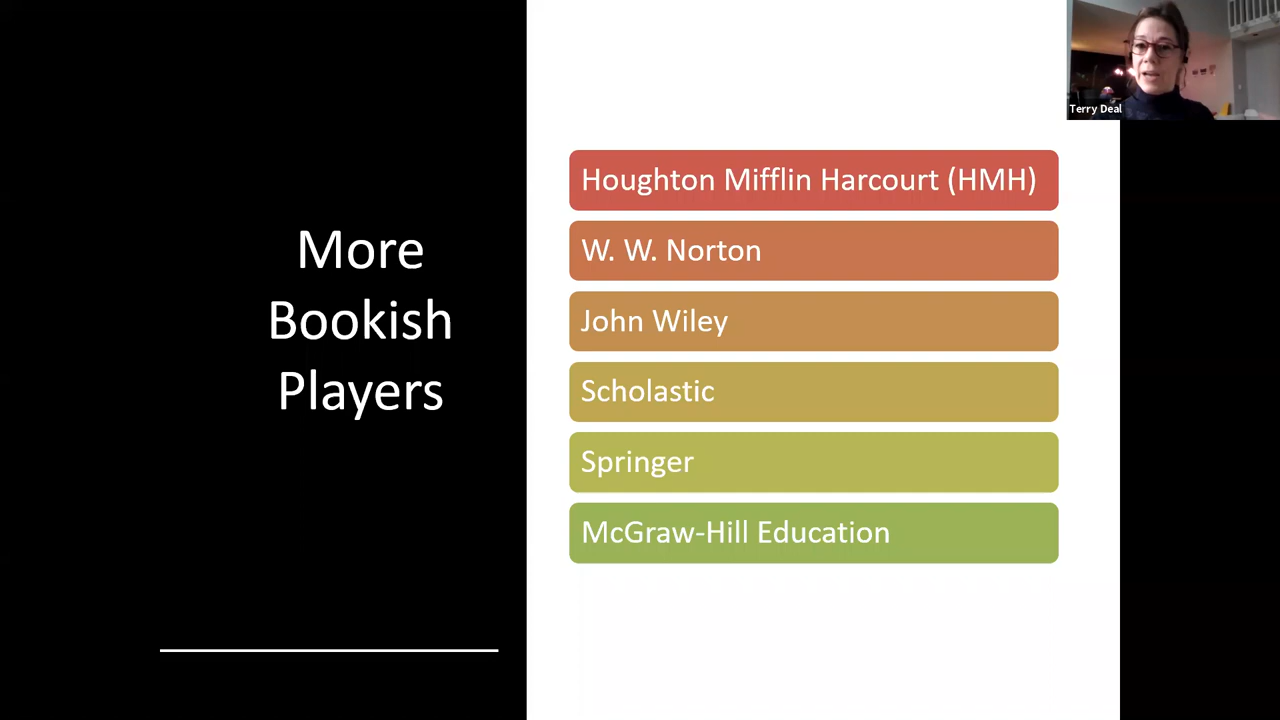 More
Bookish
Players
Houghton Mifflin Harcourt (HMH)
W. W. Norton
John Wiley
Scholastic
Springer
McGraw-Hill Education
Terry Deal